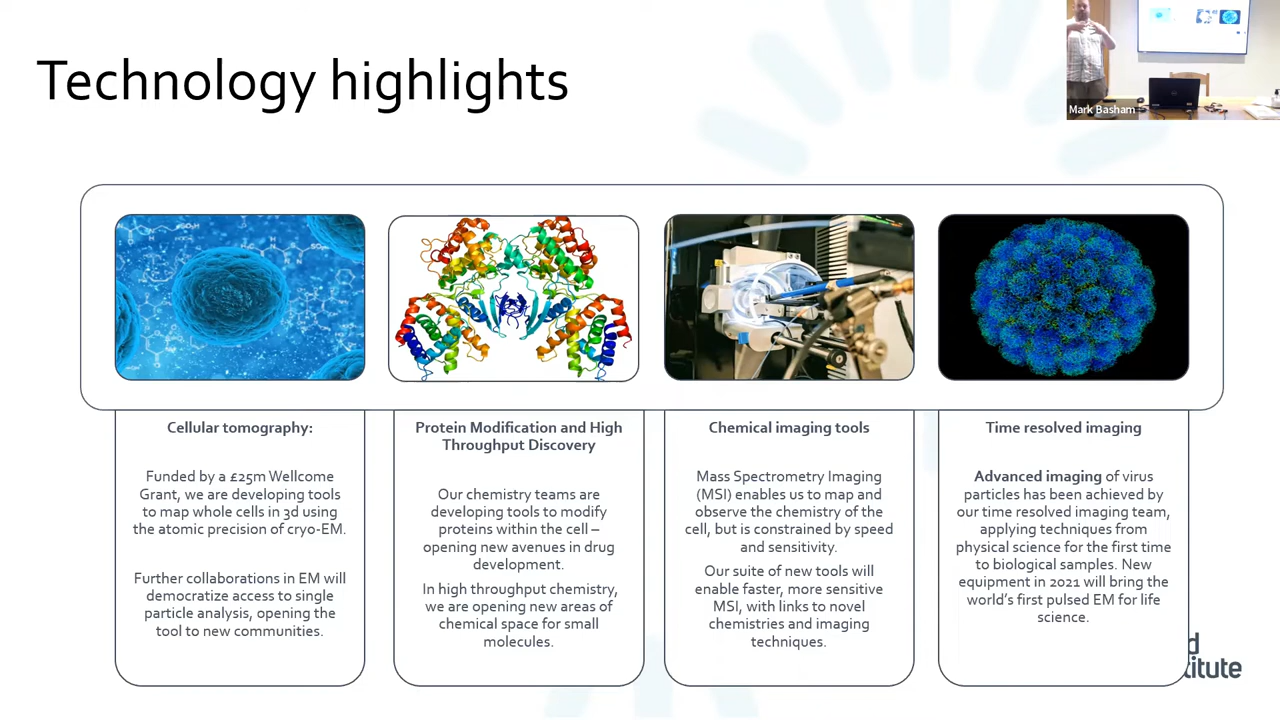 Technology highlights
Mark Basham
Cellular tomography:
Funded by a £25m Wellcome
Grant, we are developing tools
to map whole cells in 3d using
the atomic precision of cryo-EM.
Further collaborations in EM will
democratize access to single
particle analysis, opening the
tool to new communities.
Protein Modification and High
Throughput Discovery
Our chemistry teams are
developing tools to modify
proteins within the cell –
opening new avenues in drug
development.
In high throughput chemistry,
we are opening new areas of
chemical space for small
molecules.
Chemical imaging tools
Mass Spectrometry Imaging
(MSI) enables us to map and
observe the chemistry of the
cell, but is constrained by speed
and sensitivity.
Our suite of new tools will
enable faster, more sensitive
MSI, with links to novel
chemistries and imaging
techniques.
Time resolved imaging
Advanced imaging of virus
particles has been achieved by
our time resolved imaging team,
applying techniques from
physical science for the first time
to biological samples. New
equipment in 2021 will bring the
world's first pulsed EM for life
science.
d
titute